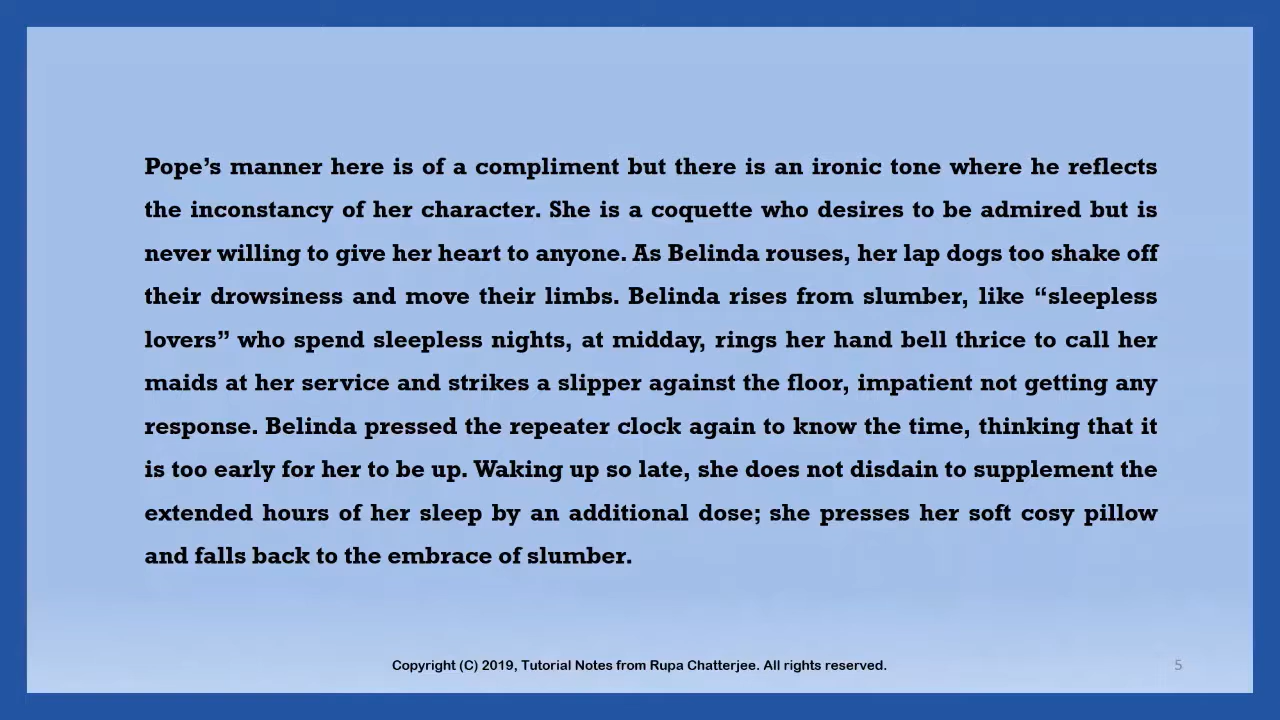 Pope’s manner here is of a compliment but there is an ironic tone where he reflects
the inconstancy of her character. She is a coquette who desires to be admired but is
never willing to give her heart to anyone. As Belinda rouses, her lap dogs too shake off
their drowsiness and move their limbs. Belinda rises from slumber, like “sleepless
lovers” who spend sleepless nights, at midday, rings her hand bell thrice to call her
maids at her service and strikes a slipper against the floor, impatient not getting any
response. Belinda pressed the repeater clock again to know the time, thinking that it
is too early for her to be up. Waking up so late, she does not disdain to supplement the
extended hours of her sleep by an additional dose; she presses her soft cosy pillow
and falls back to the embrace of slumber.
Copyright (C) 2019, Tutorial Notes from Rupa Chatterjee. All rights reserved.
5